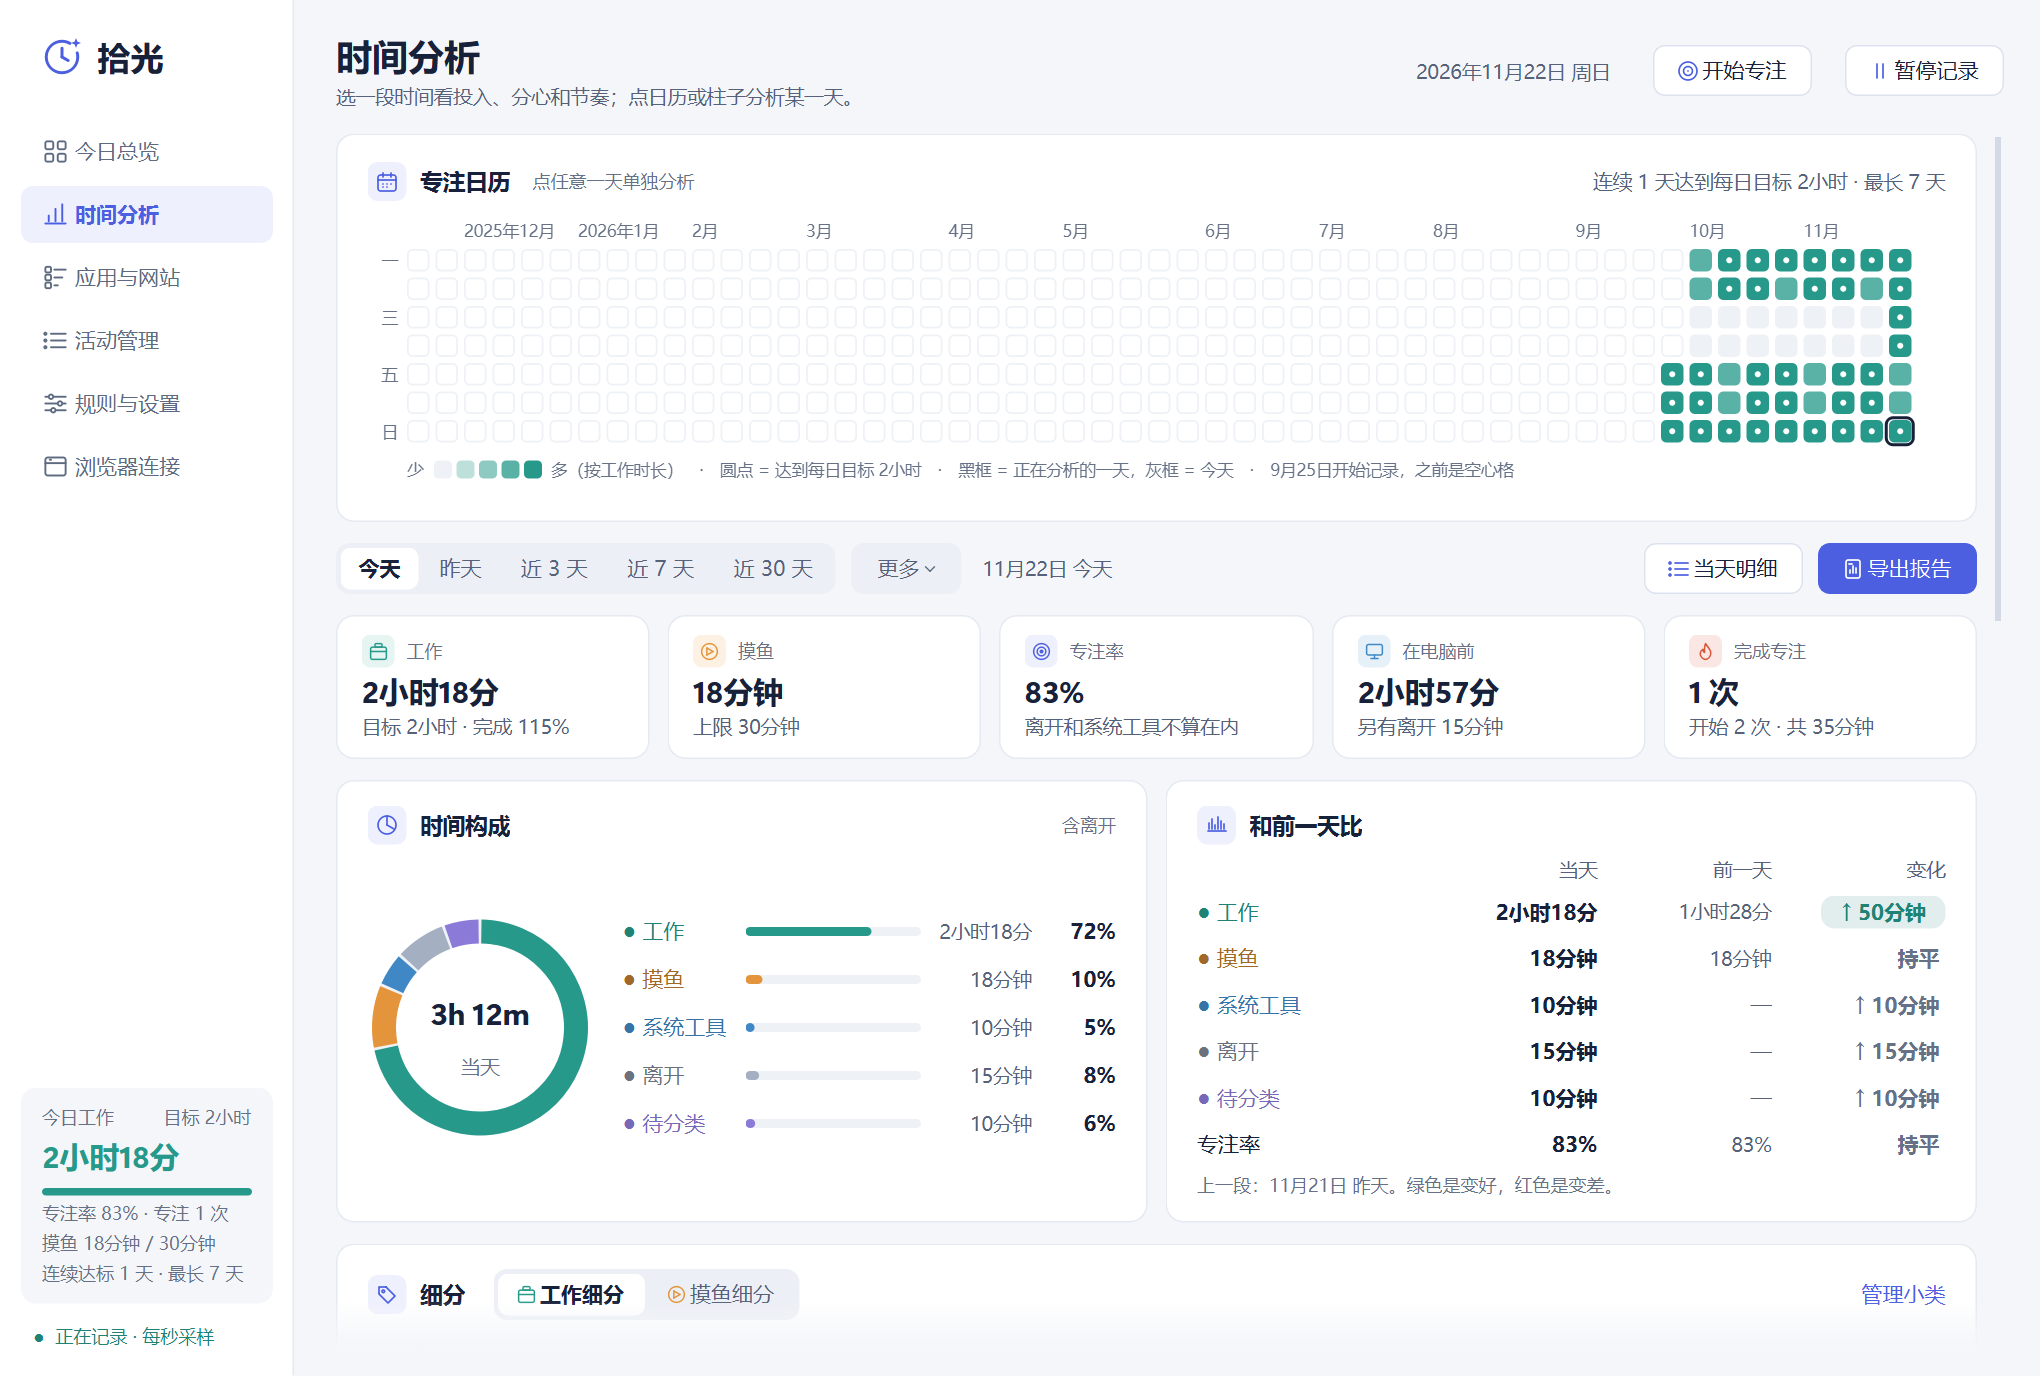 拾光
今日总览
时间分析
应用与网站
活动管理
规则与设置
浏览器连接
今日工作 目标 2小时
2小时18分
专注率 83% · 专注 1 次
摸鱼 18分钟 / 30分钟
连续达标 1 天 · 最长 7 天
正在记录 · 每秒采样
时间分析
选一段时间看投入、分心和节奏；点日历或柱子分析某一天。
2026年11月22日 周日
开始专注
暂停记录
专注日历 点任意一天单独分析
连续 1 天达到每日目标 2小时 · 最长 7 天
2025年12月 2026年1月 2月 3月 4月 5月 6月 7月 8月 9月 10月 11月
一
三
五
日
少 多（按工作时长） · 圆点 = 达到每日目标 2小时 · 黑框 = 正在分析的一天，灰框 = 今天 · 9月25日开始记录，之前是空心格
今天 昨天 近 3 天 近 7 天 近 30 天 更多 11月22日 今天
当天明细
导出报告
工作
2小时18分
目标 2小时 · 完成 115%
摸鱼
18分钟
上限 30分钟
专注率
83%
离开和系统工具不算在内
在电脑前
2小时57分
另有离开 15分钟
完成专注
1 次
开始 2 次 · 共 35分钟
时间构成 含离开
3h 12m
当天
工作 2小时18分 72%
摸鱼 18分钟 10%
系统工具 10分钟 5%
离开 15分钟 8%
待分类 10分钟 6%
和前一天比
当天 前一天 变化
工作 2小时18分 1小时28分 ↑ 50分钟
摸鱼 18分钟 18分钟 持平
系统工具 10分钟 — ↑ 10分钟
离开 15分钟 — ↑ 15分钟
待分类 10分钟 — ↑ 10分钟
专注率 83% 83% 持平
上一段：11月21日 昨天。绿色是变好，红色是变差。
细分 工作细分 摸鱼细分 管理小类